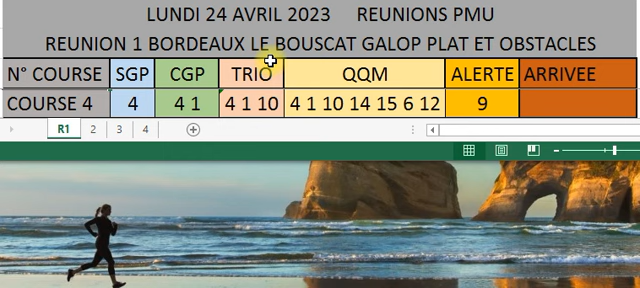 LUNDI 24 AVRIL 2023 REUNIONS PMU
REUNION 1 BORDEAUX LE BOUSCAT GALOP PLAT ET OBSTACLES
N° COURSE SGP CGP TRIO QQM ALERTE ARRIVEE
COURSE 4 4 4 1 4 1 10 4 1 10 14 15 6 12 9
R1 2 3 4